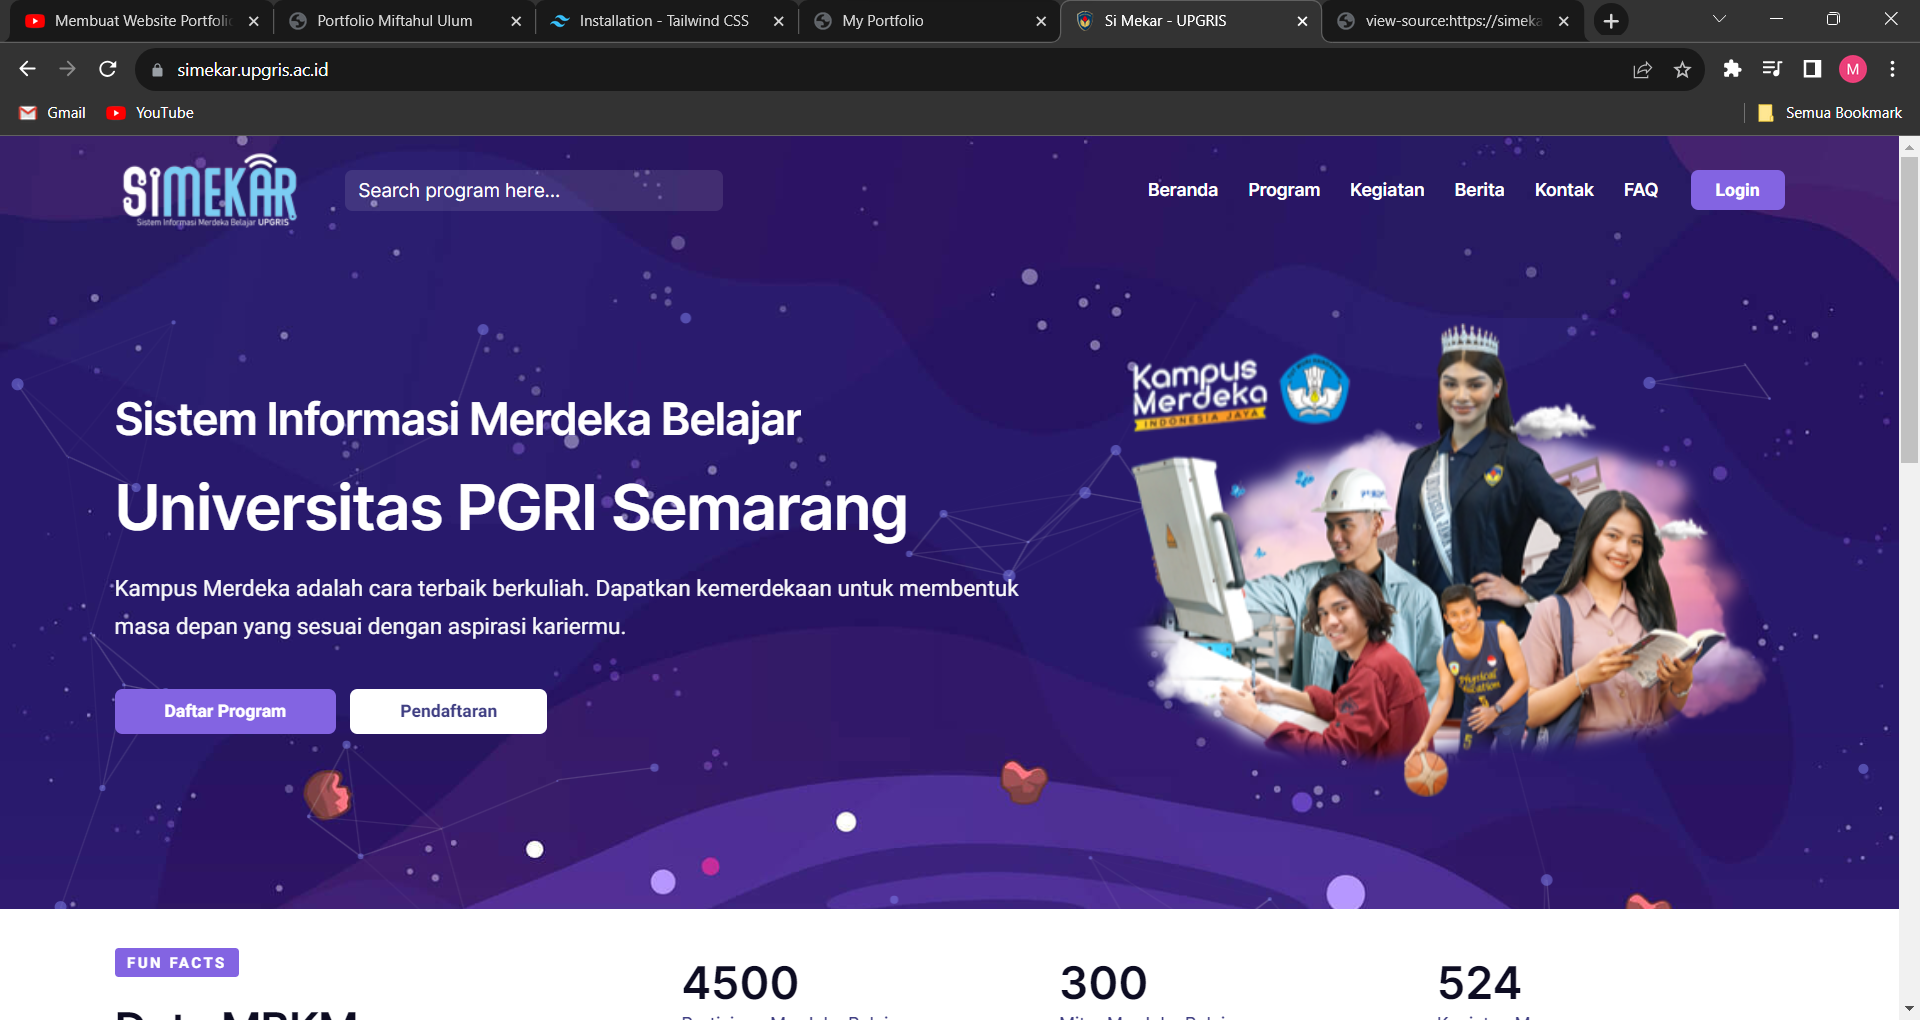 Membuat Website Portfoli
Portfolio Miftahul Ulum
Installation - Tailwind CSS
My Portfolio
Si Mekar - UPGRIS
view-source:https://simeka
simekar.upgris.ac.id
M
Gmail
YouTube
Semua Bookmark
SiMEKAR
Sistem Informasi Merdeka Belajar UPGRIS
Search program here...
Beranda
Program
Kegiatan
Berita
Kontak
FAQ
Login
Sistem Informasi Merdeka Belajar
Universitas PGRI Semarang
Kampus Merdeka adalah cara terbaik berkuliah. Dapatkan kemerdekaan untuk membentuk
masa depan yang sesuai dengan aspirasi kariermu.
Daftar Program
Pendaftaran
Kampus
Merdeka
INDONESIA JAYA
FUN FACTS
4500
300
524
Data MBKM